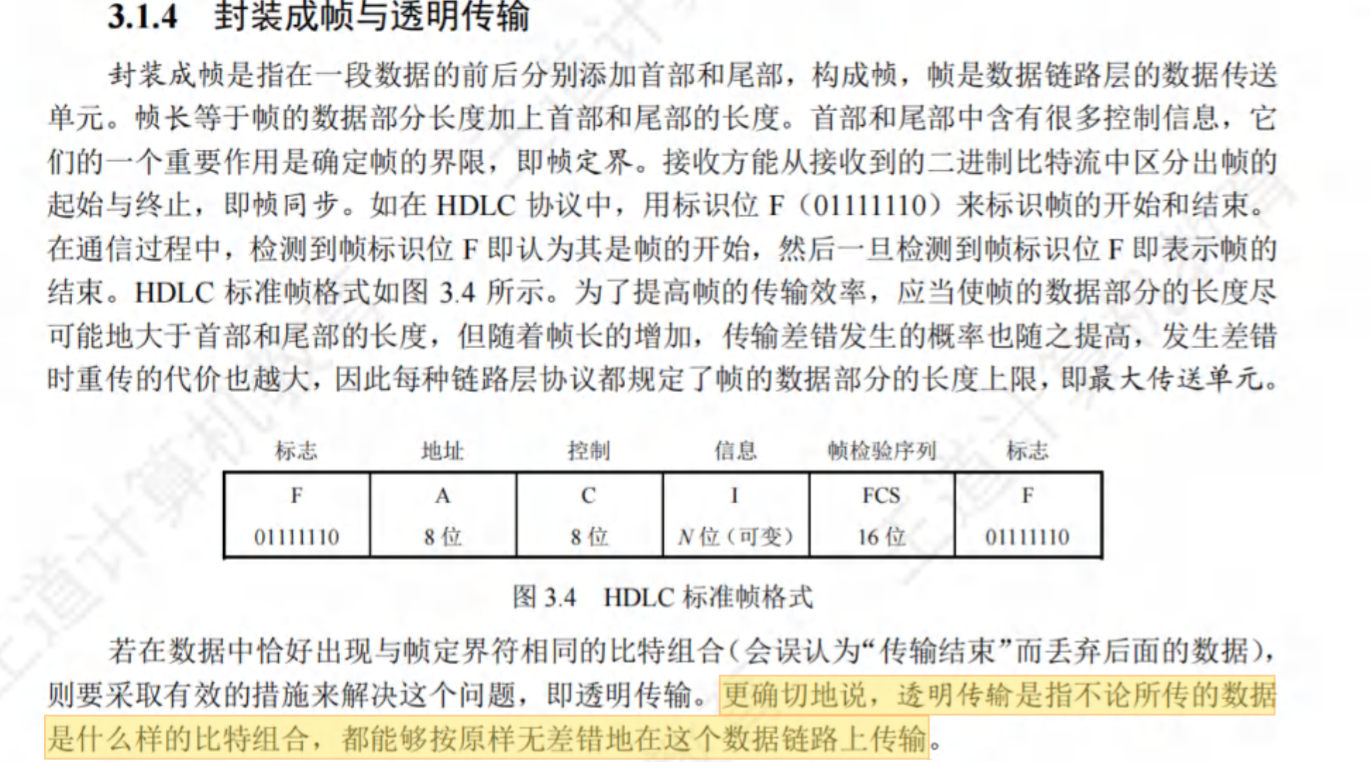 3.1.4 封装成帧与透明传输
封装成帧是指在一段数据的前后分别添加首部和尾部，构成帧，帧是数据链路层的数据传送
单元。帧长等于帧的数据部分长度加上首部和尾部的长度。首部和尾部中含有很多控制信息，它
们的一个重要作用是确定帧的界限，即帧定界。接收方能从接收到的二进制比特流中区分出帧的
起始与终止，即帧同步。如在 HDLC 协议中，用标识位 F（01111110）来标识帧的开始和结束。
在通信过程中，检测到帧标识位 F 即认为其是帧的开始，然后一旦检测到帧标识位 F 即表示帧的
结束。HDLC 标准帧格式如图 3.4 所示。为了提高帧的传输效率，应当使帧的数据部分的长度尽
可能地大于首部和尾部的长度，但随着帧长的增加，传输差错发生的概率也随之提高，发生差错
时重传的代价也越大，因此每种链路层协议都规定了帧的数据部分的长度上限，即最大传送单元。
标志 地址 控制 信息 帧检验序列 标志
F A C I FCS F
01111110 8 位 8 位 N 位（可变） 16 位 01111110
图 3.4 HDLC 标准帧格式
若在数据中恰好出现与帧定界符相同的比特组合（会误认为“传输结束”而丢弃后面的数据），
则要采取有效的措施来解决这个问题，即透明传输。更确切地说，透明传输是指不论所传的数据
是什么样的比特组合，都能够按原样无差错地在这个数据链路上传输。